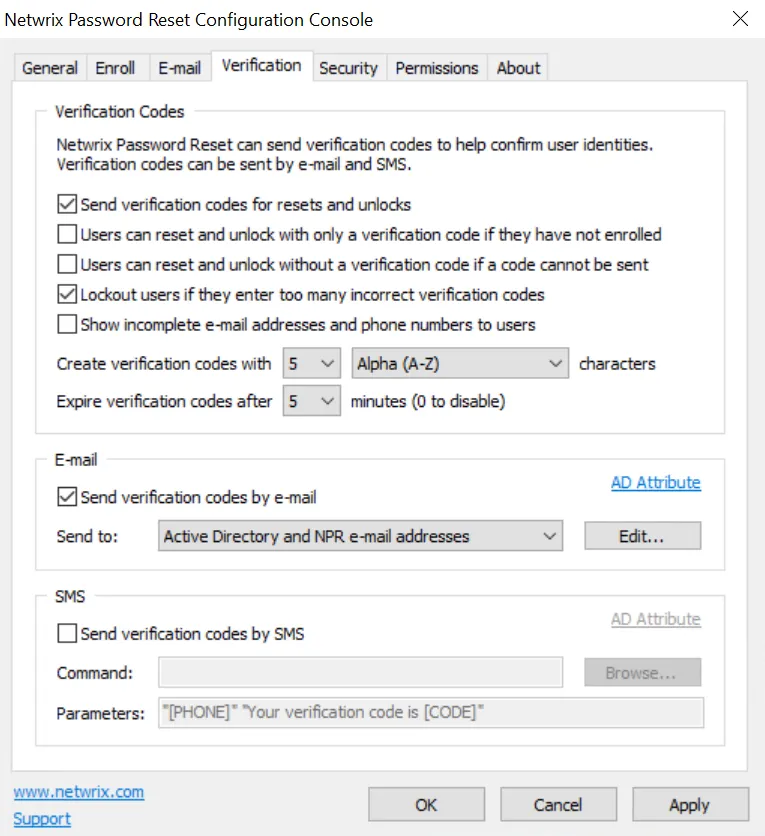 Netwrix Password Reset Configuration Console
General Enroll E-mail Verification Security Permissions About
Verification Codes
Netwrix Password Reset can send verification codes to help confirm user identities.
Verification codes can be sent by e-mail and SMS.
Send verification codes for resets and unlocks
Users can reset and unlock with only a verification code if they have not enrolled
Users can reset and unlock without a verification code if a code cannot be sent
Lockout users if they enter too many incorrect verification codes
Show incomplete e-mail addresses and phone numbers to users
Create verification codes with 5 Alpha (A-Z) characters
Expire verification codes after 5 minutes (0 to disable)
E-mail
AD Attribute
Send verification codes by e-mail
Send to: Active Directory and NPR e-mail addresses Edit...
SMS
AD Attribute
Send verification codes by SMS
Command: Browse...
Parameters: "[PHONE]" "Your verification code is [CODE]"
www.netwrix.com
Support
OK Cancel Apply